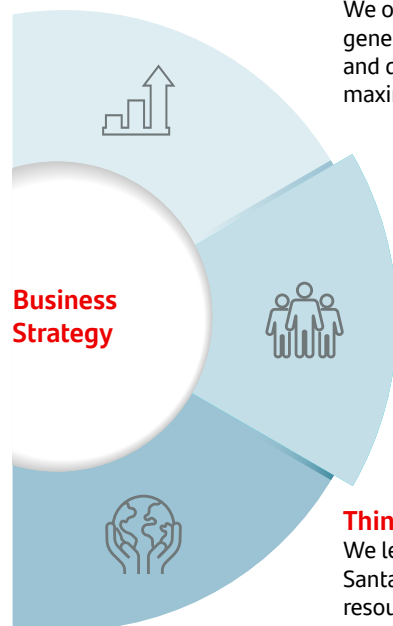 We o
gene
and c
maxi
Business
Strategy
Thin
We le
Santa
resou